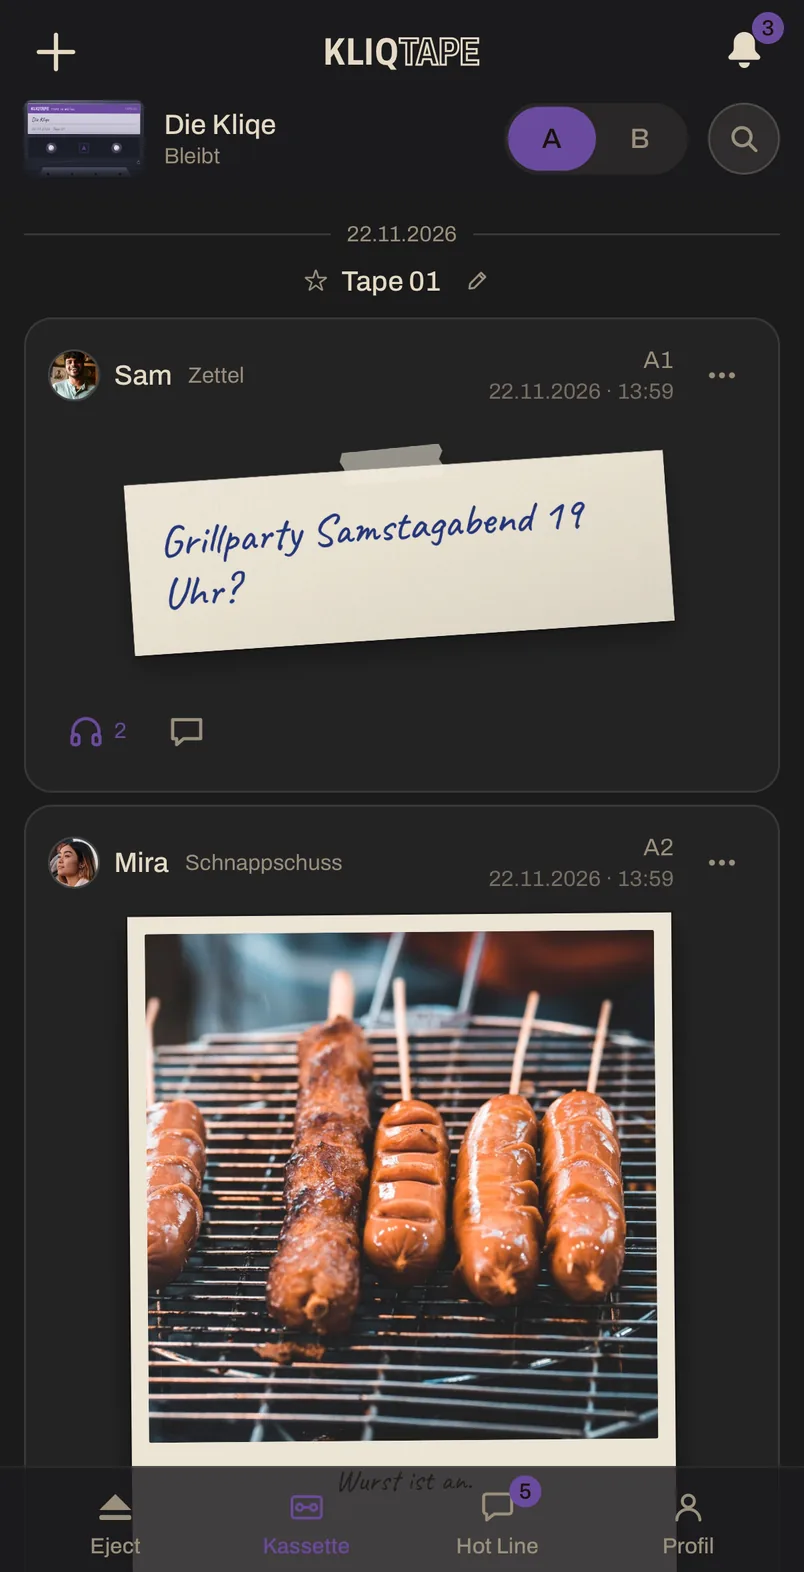 KLIQTAPE
3
Die Kliqe
Bleibt
A
B
22.11.2026
Tape 01
Sam Zettel
A1
22.11.2026 · 13:59
Grillparty Samstagabend 19
Uhr?
2
Mira Schnappschuss
A2
22.11.2026 · 13:59
Wurst ist an.
5
Eject
Kassette
Hot Line
Profil